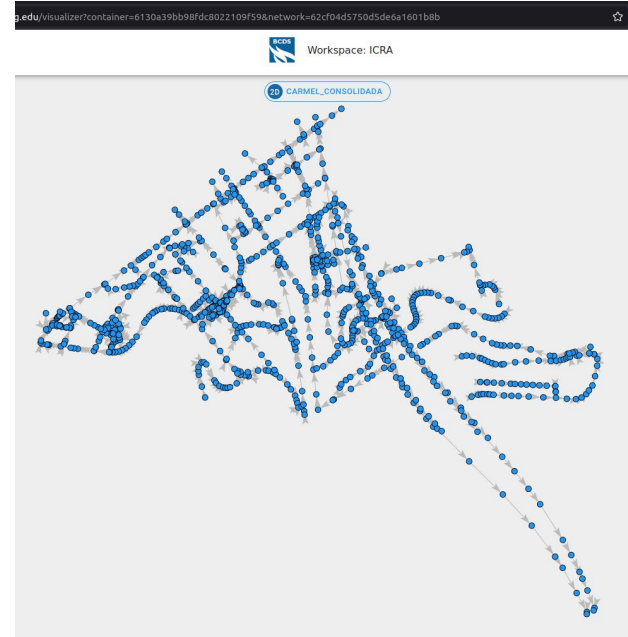 g.edu/visualizer?container=6130a39bb98fdc8022109f59&network=62cf04d5750d5de6a1601b8b
BCDS
Workspace: ICRA
2D CARMEL_CONSOLIDADA